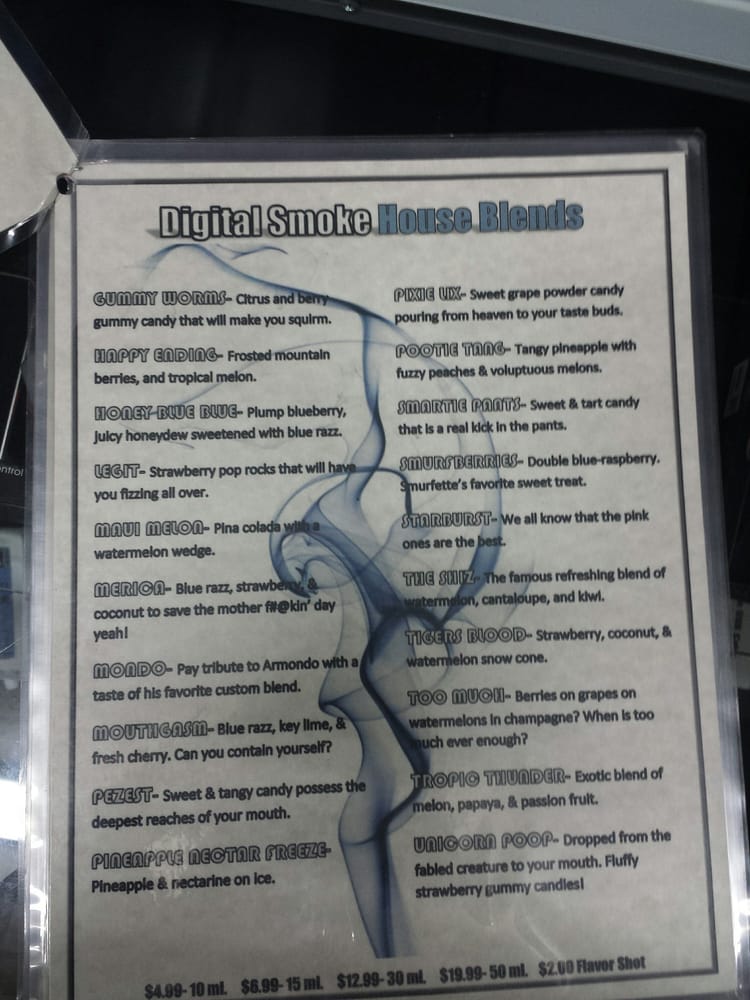 Digital Smoke House Blends
GUMMY WORMS- Citrus and berry
gummy candy that will make you squirm.
HAPPY ENDING- Frosted mountain
berries, and tropical melon.
HONEY BLUE BLUE- Plump blueberry,
juicy honeydew sweetened with blue razz.
LEGIT- Strawberry pop rocks that will have
you fizzing all over.
MAUI MELON- Pina colada with a
watermelon wedge.
MERICA- Blue razz, strawberry, &
coconut to save the mother f#@kin' day
yeah!
MONDO- Pay tribute to Armondo with a
taste of his favorite custom blend.
MOUTHGASM- Blue razz, key lime, &
fresh cherry. Can you contain yourself?
PEZEST- Sweet & tangy candy possess the
deepest reaches of your mouth.
PINEAPPLE NECTAR FREEZE-
Pineapple & nectarine on ice.
PIXIE LIX- Sweet grape powder candy
pouring from heaven to your taste buds.
POOTIE TANG- Tangy pineapple with
fuzzy peaches & voluptuous melons.
SMARTIE PANTS- Sweet & tart candy
that is a real kick in the pants.
SMURFBERRIES- Double blue-raspberry.
Smurfette's favorite sweet treat.
STARBURST- We all know that the pink
ones are the best.
THE SHIZ- The famous refreshing blend of
watermelon, cantaloupe, and kiwi.
TIGERS BLOOD- Strawberry, coconut, &
watermelon snow cone.
TOO MUCH- Berries on grapes on
watermelons in champagne? When is too
much ever enough?
TROPIC THUNDER- Exotic blend of
melon, papaya, & passion fruit.
UNICORN POOP- Dropped from the
fabled creature to your mouth. Fluffy
strawberry gummy candies!
$4.99- 10 ml. $6.99- 15 ml. $12.99- 30 ml. $19.99- 50 ml. $2.00 Flavor Shot